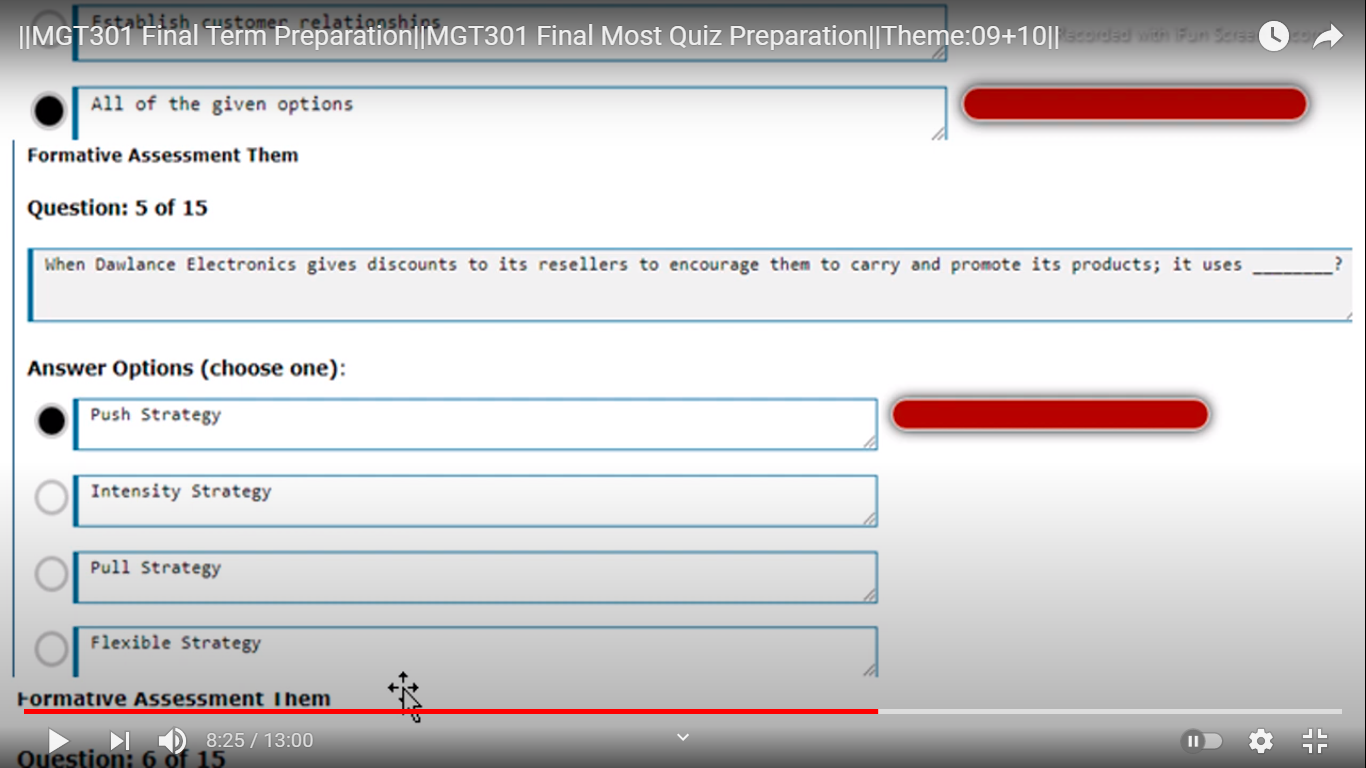 Establish customer relationships
||MGT301 Final Term Preparation||MGT301 Final Most Quiz Preparation||Theme:09+10||
Recorded with iFun Screen
All of the given options
Formative Assessment Them
Question: 5 of 15
When Dawlance Electronics gives discounts to its resellers to encourage them to carry and promote its products; it uses ________?
Answer Options (choose one):
Push Strategy
Intensity Strategy
Pull Strategy
Flexible Strategy
Formative Assessment Them
8:25 / 13:00
Question: 6 of 15